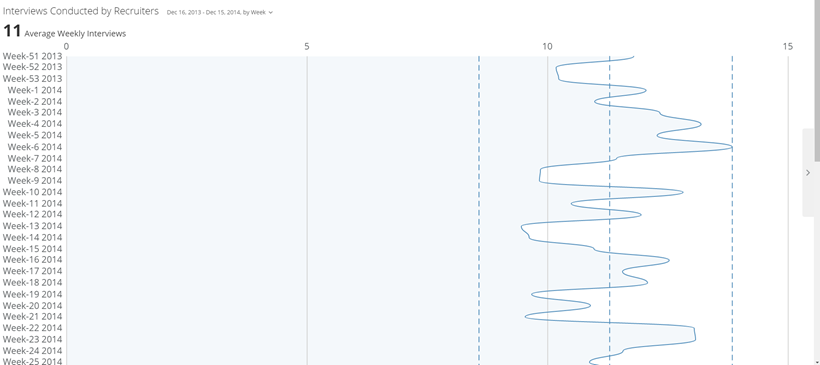 Interviews Conducted by Recruiters Dec 16, 2013 - Dec 15, 2014, by Week
11 Average Weekly Interviews
0 5 10 15
Week-51 2013
Week-52 2013
Week-53 2013
Week-1 2014
Week-2 2014
Week-3 2014
Week-4 2014
Week-5 2014
Week-6 2014
Week-7 2014
Week-8 2014
Week-9 2014
Week-10 2014
Week-11 2014
Week-12 2014
Week-13 2014
Week-14 2014
Week-15 2014
Week-16 2014
Week-17 2014
Week-18 2014
Week-19 2014
Week-20 2014
Week-21 2014
Week-22 2014
Week-23 2014
Week-24 2014
Week-25 2014